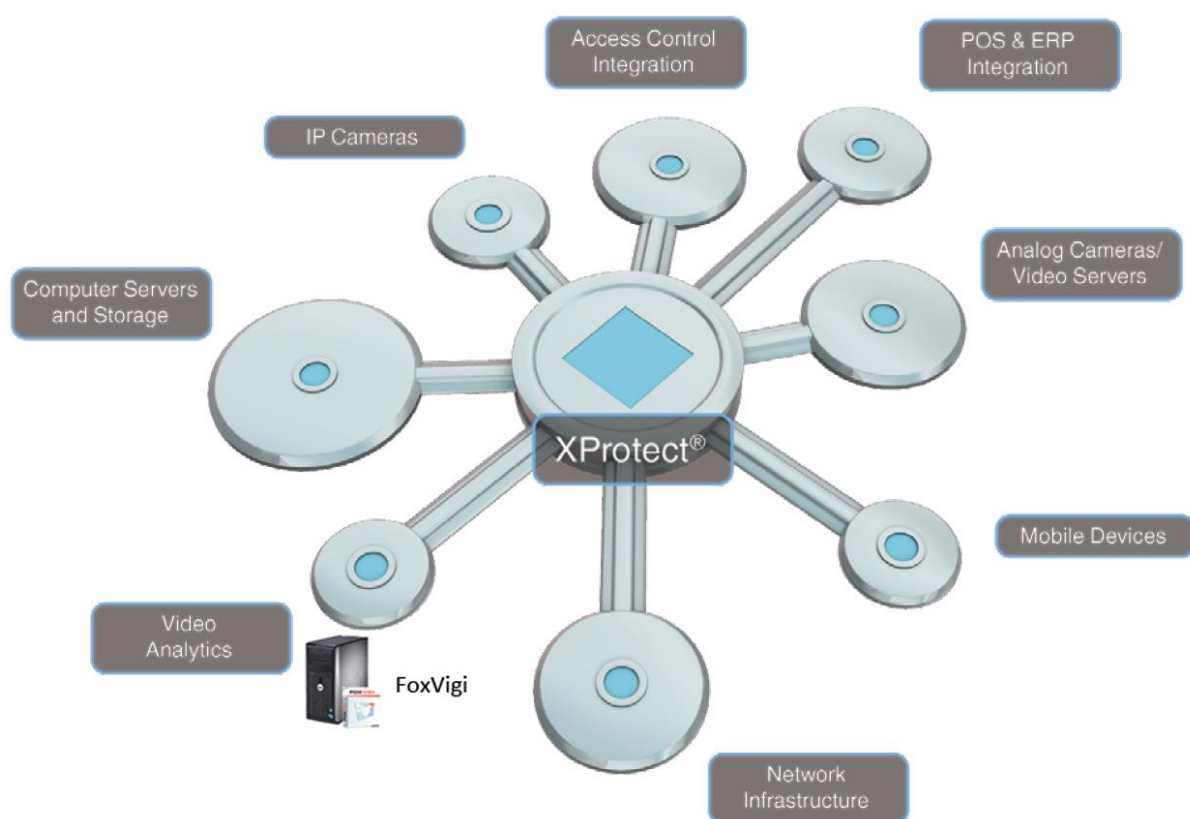 Access Control
Integration
POS & ERP
Integration
IP Cameras
Analog Cameras/
Video Servers
Computer Servers
and Storage
XProtect®
Mobile Devices
Video
Analytics
FoxVigi
Network
Infrastructure